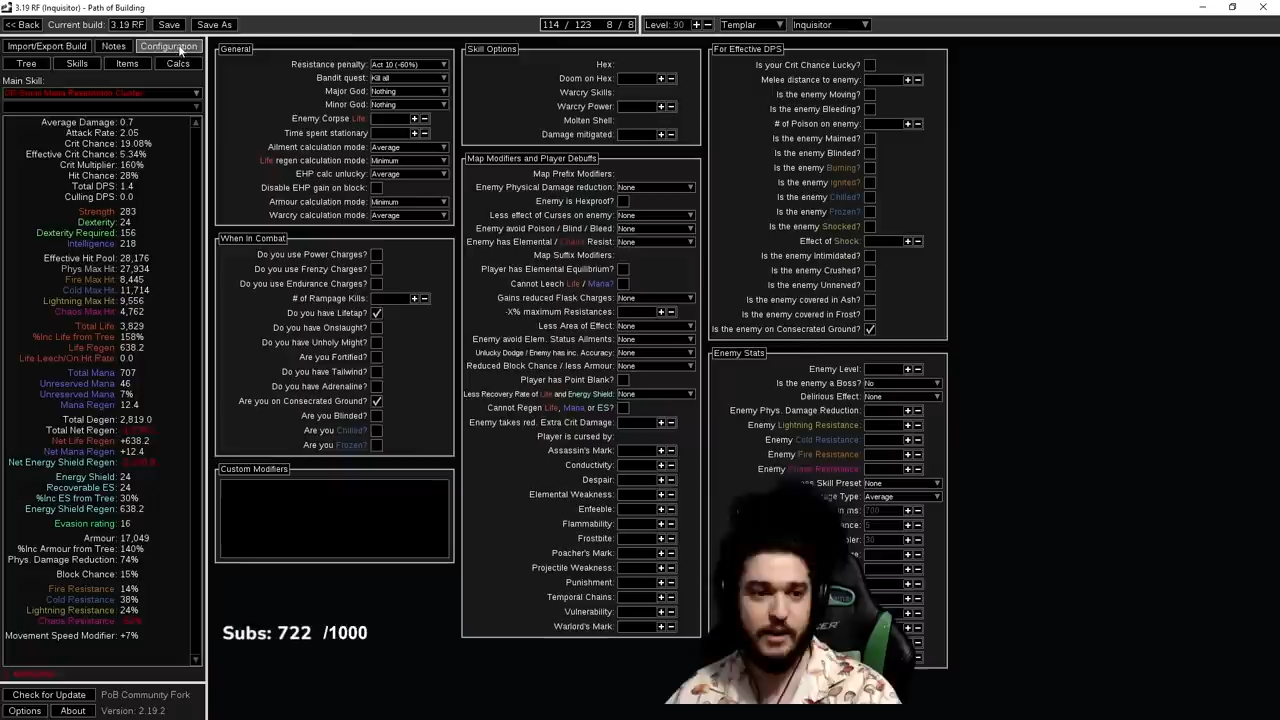 3.19 RF (Inquisitor) - Path of Building
<< Back
Current build: 3.19 RF
Save
Save As
114 / 123 8 / 8
Level: 90
Templar
Inquisitor
Import/Export Build
Notes
Configuration
Tree
Skills
Items
Calcs
Main Skill:
Average Damage: 0.7
Attack Rate: 2.05
Crit Chance: 19.08%
Effective Crit Chance: 5.34%
Crit Multiplier: 160%
Hit Chance: 28%
Total DPS: 1.4
Culling DPS: 0.0
Strength: 283
Dexterity: 24
Dexterity Required: 156
Intelligence: 218
Effective Hit Pool: 28,176
Phys Max Hit: 27,934
Fire Max Hit: 8,445
Cold Max Hit: 11,714
Lightning Max Hit: 9,556
Chaos Max Hit: 4,762
Total Life: 3,829
%Inc Life from Tree: 158%
Life Regen: 638.2
Life Leech/On Hit Rate: 0.0
Total Mana: 707
Unreserved Mana: 46
Unreserved Mana: 7%
Mana Regen: 12.4
Total Degen: 2,819.0
Total Net Regen:
Net Life Regen: +638.2
Net Mana Regen: +12.4
Net Energy Shield Regen:
Energy Shield: 24
Recoverable ES: 24
%Inc ES from Tree: 30%
Energy Shield Regen: 638.2
Evasion rating: 16
Armour: 17,049
%Inc Armour from Tree: 140%
Phys. Damage Reduction: 74%
Block Chance: 15%
Fire Resistance: 14%
Cold Resistance: 38%
Lightning Resistance: 24%
Chaos Resistance:
Movement Speed Modifier: +7%
Check for Update
PoB Community Fork
Options
About
Version: 2.19.2
General
Resistance penalty: Act 10 (-60%)
Bandit quest: Kill all
Major God: Nothing
Minor God: Nothing
Enemy Corpse Life:
Time spent stationary
Ailment calculation mode: Average
Life regen calculation mode: Minimum
EHP calc unlucky: Average
Disable EHP gain on block:
Armour calculation mode: Minimum
Warcry calculation mode: Average
When In Combat
Do you use Power Charges?
Do you use Frenzy Charges?
Do you use Endurance Charges?
# of Rampage Kills:
Do you have Lifetap?
Do you have Onslaught?
Do you have Unholy Might?
Are you Fortified?
Do you have Tailwind?
Do you have Adrenaline?
Are you on Consecrated Ground?
Are you Blinded?
Are you Chilled?
Are you Frozen?
Custom Modifiers
Subs: 722 /1000
Skill Options
Hex:
Doom on Hex:
Warcry Skills:
Warcry Power:
Molten Shell:
Damage mitigated:
Map Modifiers and Player Debuffs
Map Prefix Modifiers:
Enemy Physical Damage reduction: None
Enemy is Hexproof?
Less effect of Curses on enemy: None
Enemy avoid Poison / Blind / Bleed: None
Enemy has Elemental / Chaos Resist: None
Map Suffix Modifiers:
Player has Elemental Equilibrium?
Cannot Leech Life / Mana?
Gains reduced Flask Charges: None
-X% maximum Resistances:
Less Area of Effect: None
Enemy avoid Elem. Status Ailments: None
Unlucky Dodge / Enemy has inc. Accuracy: None
Reduced Block Chance / less Armour: None
Player has Point Blank?
Less Recovery Rate of Life and Energy Shield: None
Cannot Regen Life, Mana or ES?
Enemy takes red. Extra Crit Damage:
Player is cursed by:
Assassin's Mark:
Conductivity:
Despair:
Elemental Weakness:
Enfeeble:
Flammability:
Frostbite:
Poacher's Mark:
Projectile Weakness:
Punishment:
Temporal Chains:
Vulnerability:
Warlord's Mark:
For Effective DPS
Is your Crit Chance Lucky?
Melee distance to enemy:
Is the enemy Moving?
Is the enemy Bleeding?
# of Poison on enemy:
Is the enemy Maimed?
Is the enemy Blinded?
Is the enemy Burning?
Is the enemy Ignited?
Is the enemy Chilled?
Is the enemy Frozen?
Is the enemy Shocked?
Effect of Shock:
Is the enemy Intimidated?
Is the enemy Crushed?
Is the enemy Unnerved?
Is the enemy covered in Ash?
Is the enemy covered in Frost?
Is the enemy on Consecrated Ground?
Enemy Stats
Enemy Level:
Is the enemy a Boss? No
Delirious Effect: None
Enemy Phys. Damage Reduction:
Enemy Lightning Resistance:
Enemy Cold Resistance:
Enemy Fire Resistance:
Enemy Chaos Resistance:
Skill Preset None
Type: Average
in ms: 700
5
30